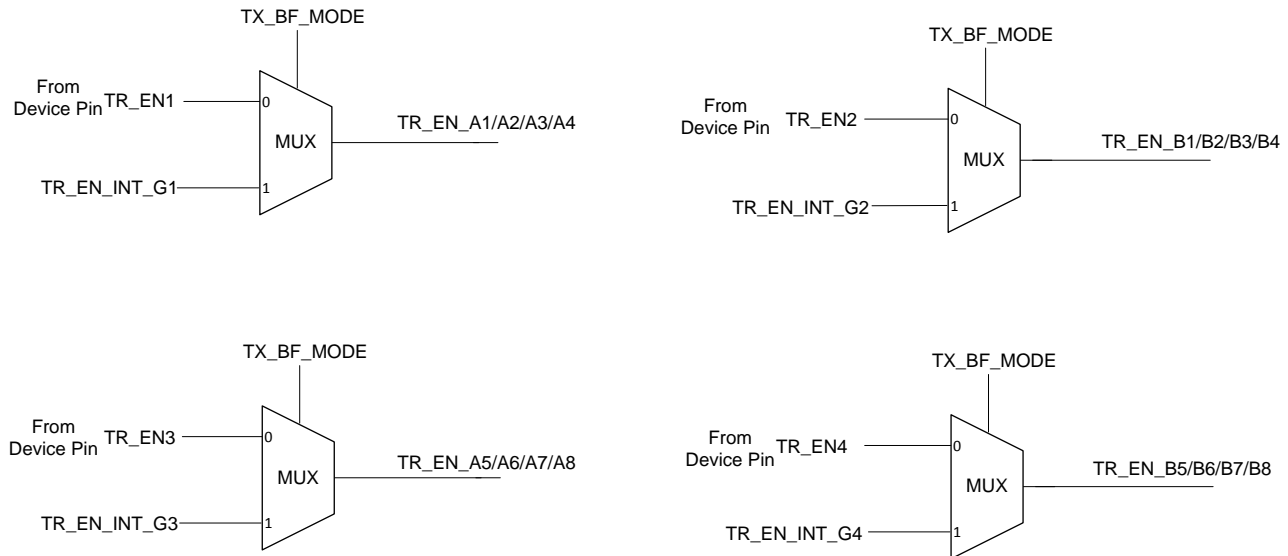 TX_BF_MODE
From
Device Pin
TR_EN1
0
MUX
TR_EN_A1/A2/A3/A4
TR_EN_INT_G1
1
TX_BF_MODE
From
Device Pin
TR_EN2
0
MUX
TR_EN_B1/B2/B3/B4
TR_EN_INT_G2
1
TX_BF_MODE
From
Device Pin
TR_EN3
0
MUX
TR_EN_A5/A6/A7/A8
TR_EN_INT_G3
1
TX_BF_MODE
From
Device Pin
TR_EN4
0
MUX
TR_EN_B5/B6/B7/B8
TR_EN_INT_G4
1